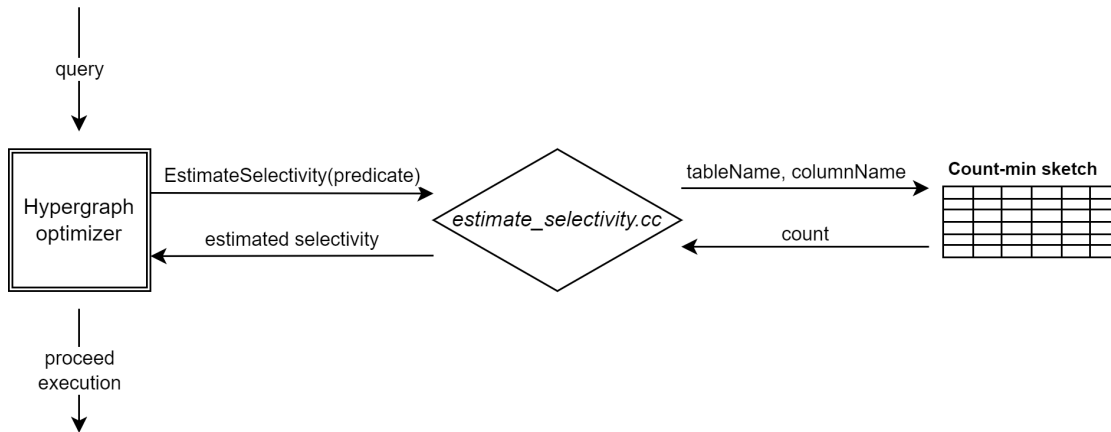 query
EstimateSelectivity(predicate)
tableName, columnName
Count-min sketch
Hypergraph
optimizer
estimate_selectivity.cc
estimated selectivity
count
proceed
execution